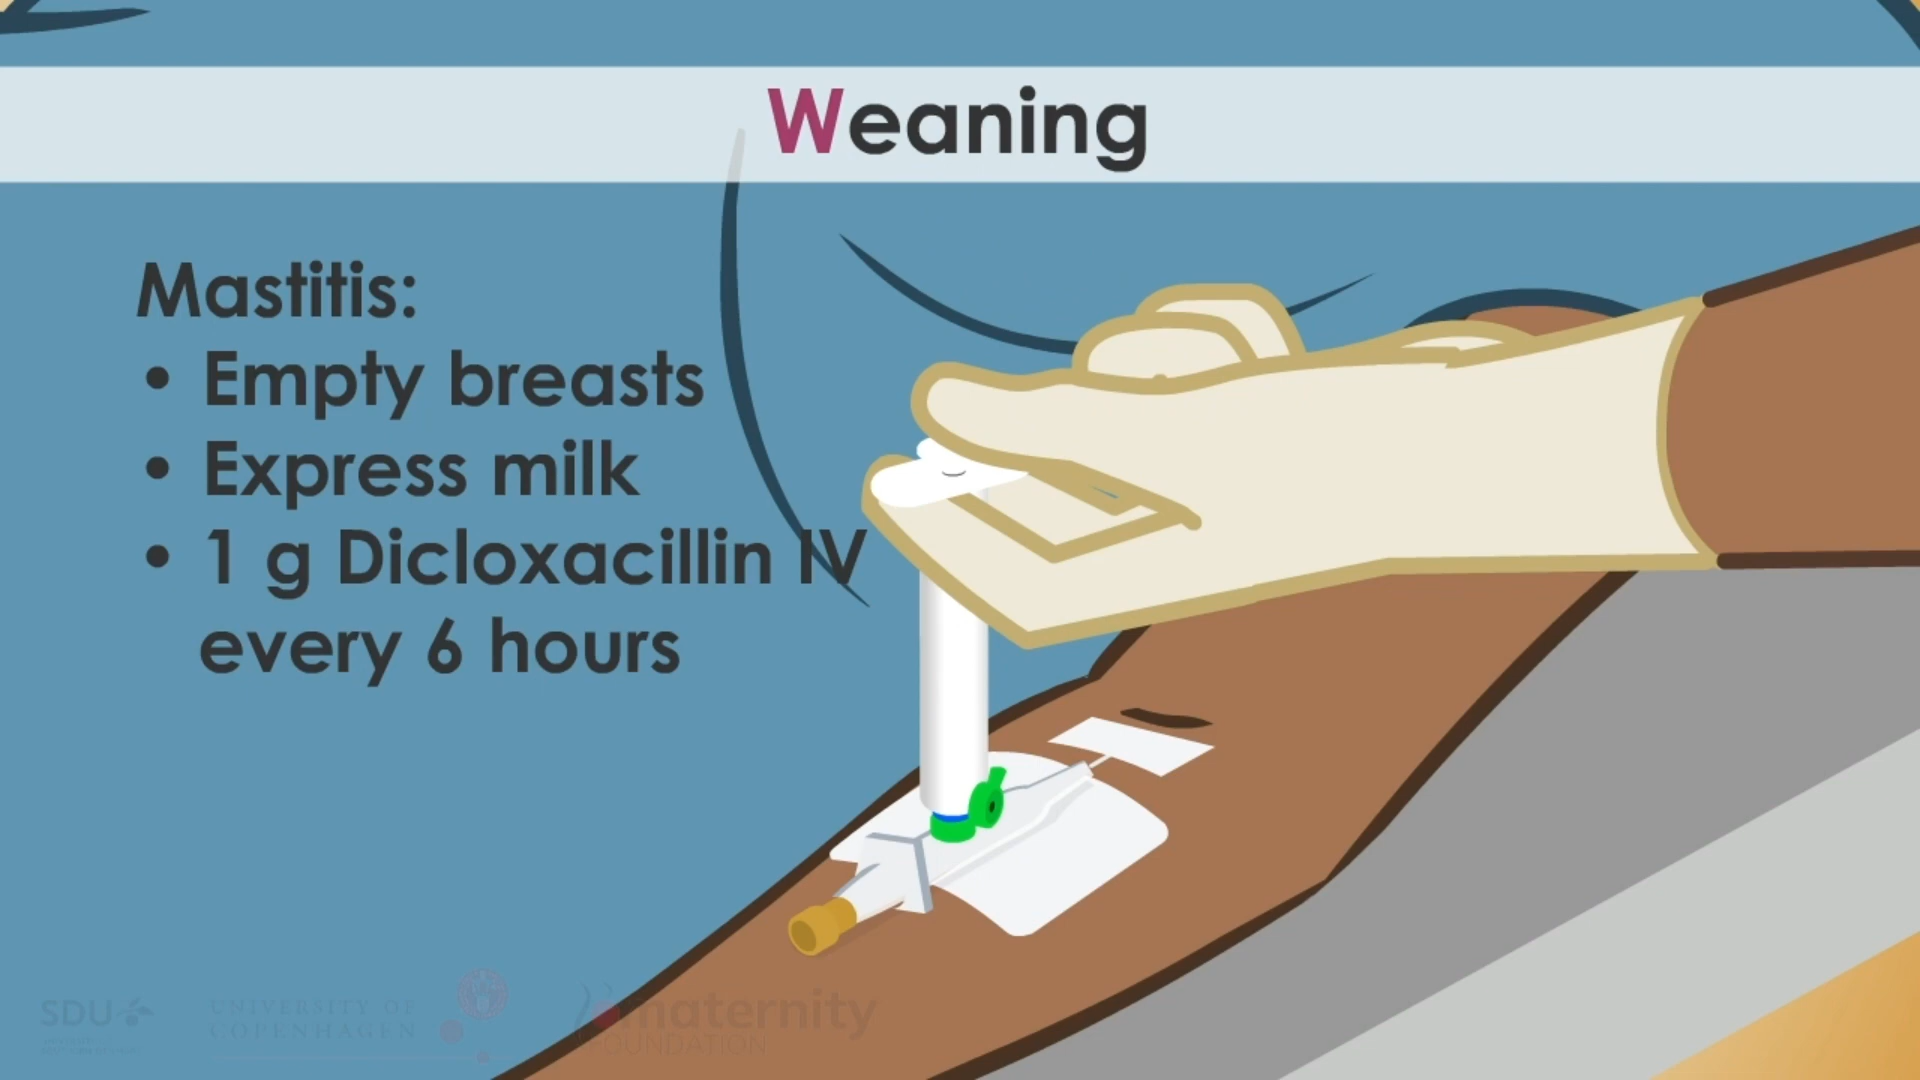 Weaning
Mastitis:
• Empty breasts
• Express milk
• 1 g Dicloxacillin IV
every 6 hours
SDU
UNIVERSITY OF
COPENHAGEN
maternity
FOUNDATION